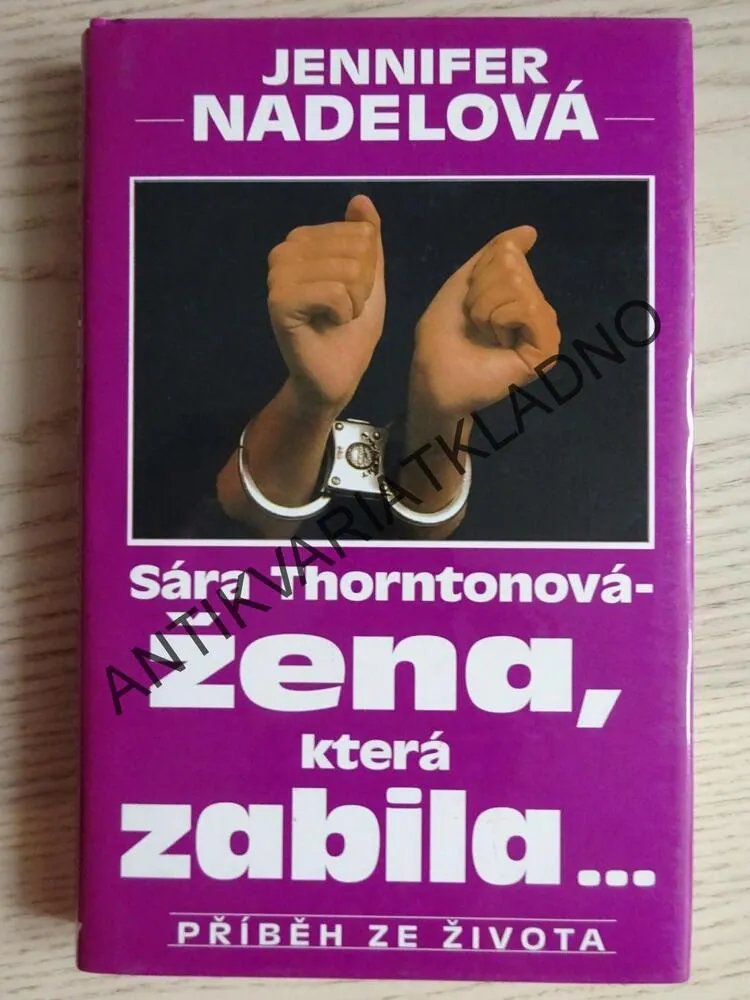 JENNIFER
NADELOVÁ
Sára Thorntonová-
žena,
která
zabila...
PŘÍBĚH ZE ŽIVOTA
ANTIKVARIATKLADNO